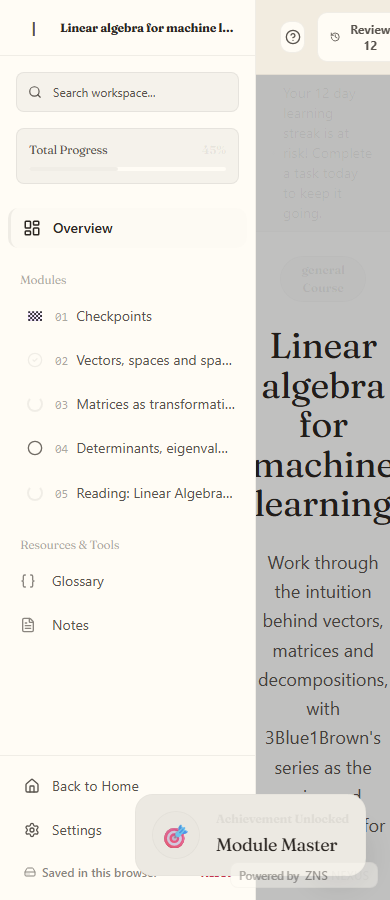 Linear algebra for machine l...
Search workspace...
Total Progress 45%
Overview
Modules
01 Checkpoints
02 Vectors, spaces and spa...
03 Matrices as transformati...
04 Determinants, eigenval...
05 Reading: Linear Algebra...
Resources & Tools
Glossary
Notes
Back to Home
Settings
Saved in this browser
Review
12
Your 12 day
learning
streak is at
risk. Complete
a task today
to keep it
going.
general
Course
Linear
algebra
for
machine
learning
Work through
the intuition
behind vectors,
matrices and
decompositions,
with
3Blue1Brown's
series as the
for
Achievement Unlocked
Module Master
Powered by ZNS